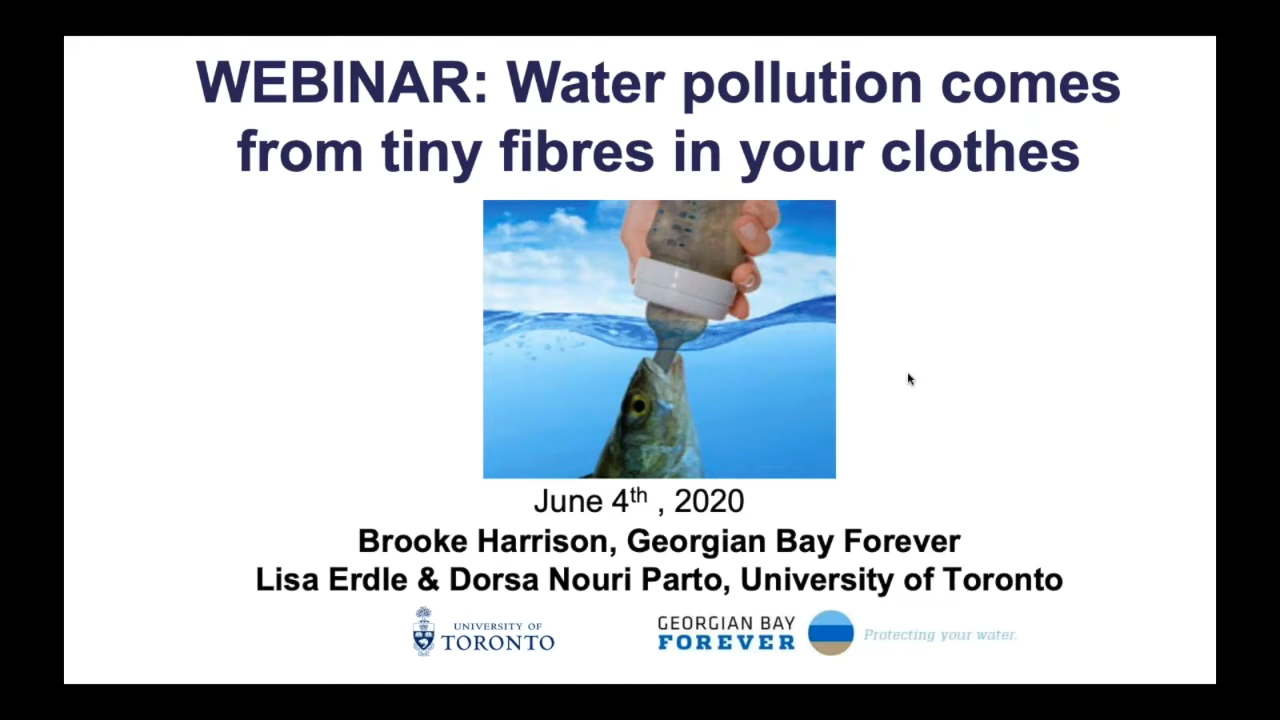 WEBINAR: Water pollution comes
from tiny fibres in your clothes
June 4th , 2020
Brooke Harrison, Georgian Bay Forever
Lisa Erdle & Dorsa Nouri Parto, University of Toronto
UNIVERSITY OF
TORONTO
GEORGIAN BAY
FOREVER
Protecting your water.